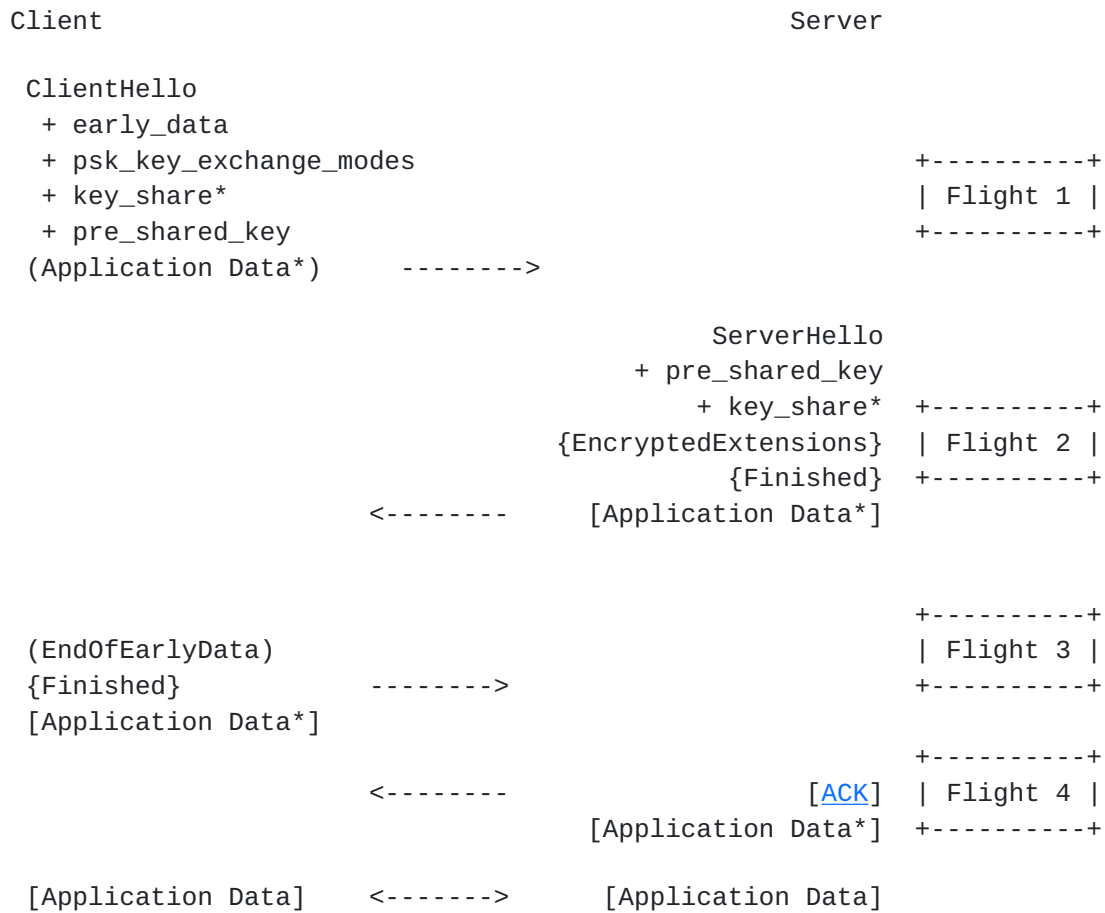 Client Server
ClientHello
+ early_data
+ psk_key_exchange_modes +----------+
+ key_share* | Flight 1 |
+ pre_shared_key +----------+
(Application Data*) -------->
ServerHello
+ pre_shared_key
+ key_share* +----------+
{EncryptedExtensions} | Flight 2 |
{Finished} +----------+
<-------- [Application Data*]
+----------+
(EndOfEarlyData) | Flight 3 |
{Finished} --------> +----------+
[Application Data*]
+----------+
<-------- [ACK] | Flight 4 |
[Application Data*] +----------+
[Application Data] <-------> [Application Data]